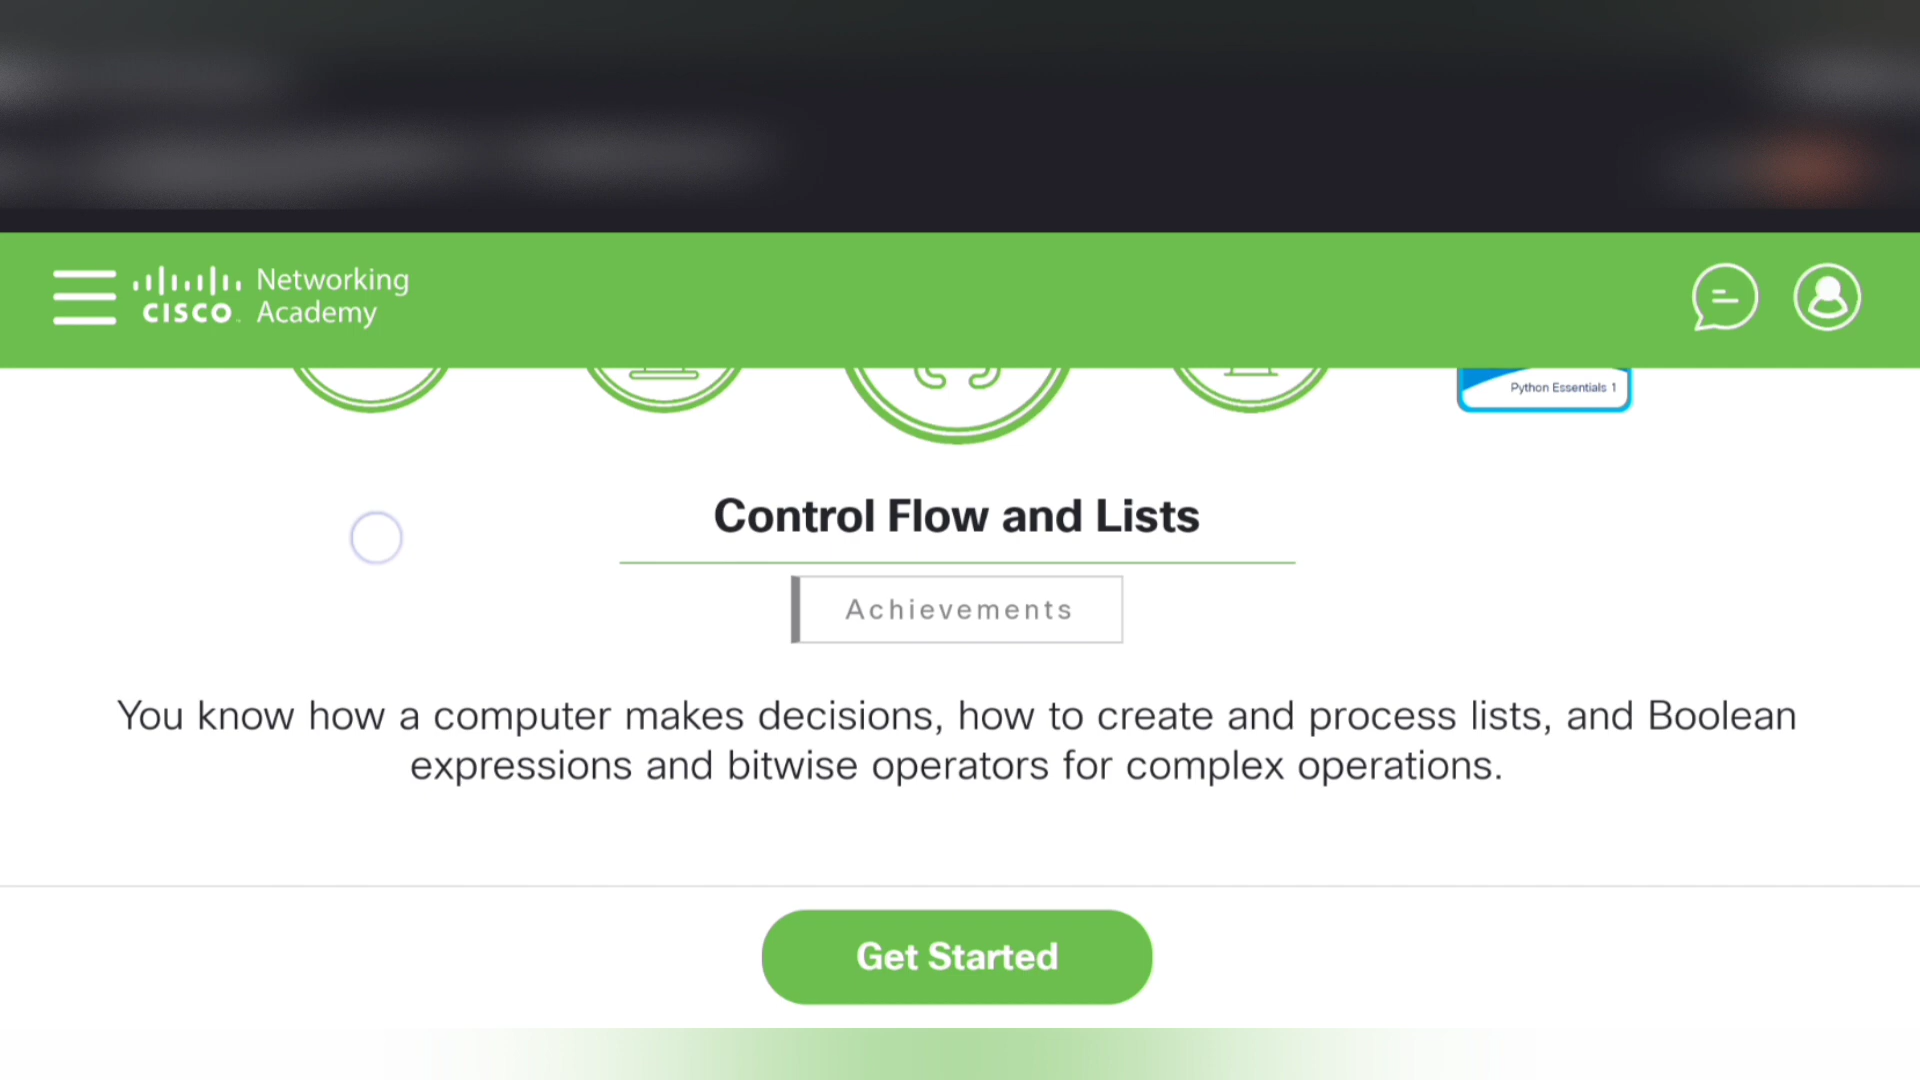 CISCO
Networking
Academy
Python Essentials 1
Control Flow and Lists
Achievements
You know how a computer makes decisions, how to create and process lists, and Boolean
expressions and bitwise operators for complex operations.
Get Started